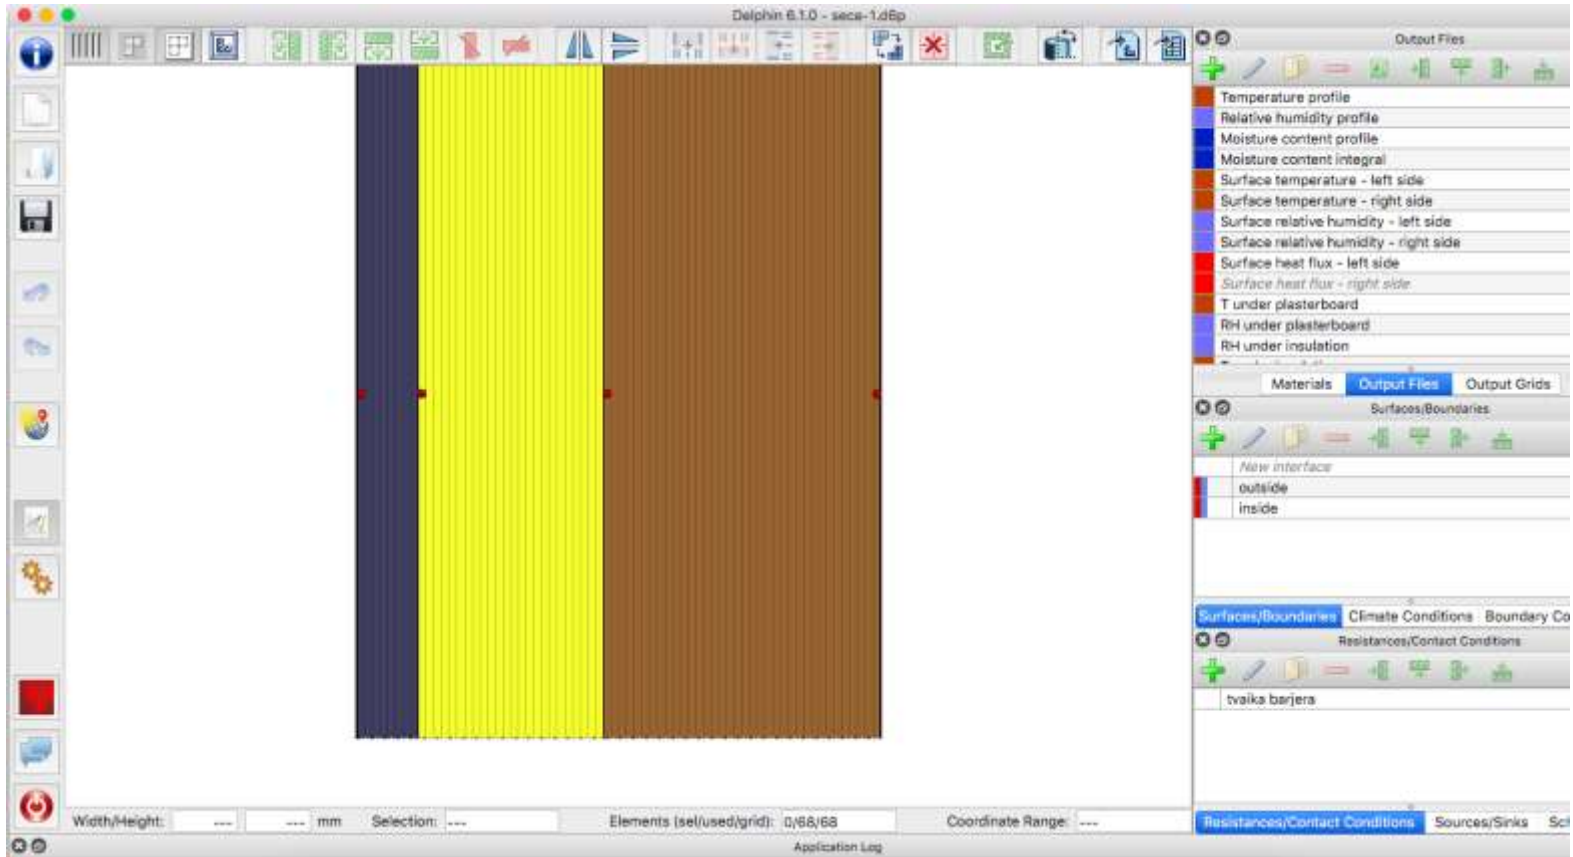 Delphin 6.1.0 - sece-1.d6p
Output Files
Temperature profile
Relative humidity profile
Moisture content profile
Moisture content integral
Surface temperature - left side
Surface temperature - right side
Surface relative humidity - left side
Surface relative humidity - right side
Surface heat flux - left side
Surface heat flux - right side
T under plasterboard
RH under plasterboard
RH under insulation
Materials Output Files Output Grids
Surfaces/Boundaries
New interface
outside
inside
Surfaces/Boundaries Climate Conditions Boundary Co
Resistances/Contact Conditions
tvaika barjera
Resistances/Contact Conditions Sources/Sinks
Width/Height: --- --- mm Selection: --- Elements (sel/used/grid): 0/68/68 Coordinate Range: ---
Application Log